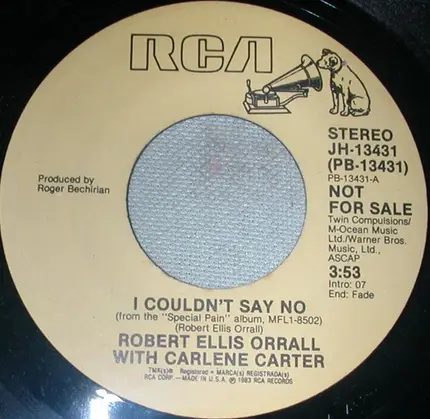 RCA
STEREO
JH-13431
(PB-13431)
PB-13431-A
NOT
FOR SALE
Twin Compulsions/
M-Ocean Music
Ltd./Warner Bros.
Music, Ltd.,
ASCAP
3:53
Intro: 07
End: Fade
Produced by
Roger Bechirian
I COULDN'T SAY NO
(from the "Special Pain" album, MFL1-8502)
(Robert Ellis Orrall)
ROBERT ELLIS ORRALL
WITH CARLENE CARTER
TMK(s)® Registered • MARCA(s) REGISTRADA(s)
RCA CORP.—MADE IN U.S.A. ℗ 1983 RCA RECORDS